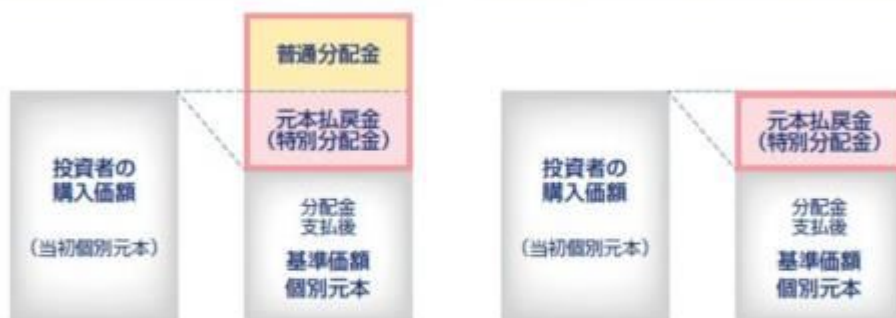 普通分配金
元本払戻金
(特別分配金)
投資者の
購入価額
(当初個別元本)
分配金
支払後
基準価額
個別元本
元本払戻金
(特別分配金)
投資者の
購入価額
(当初個別元本)
分配金
支払後
基準価額
個別元本